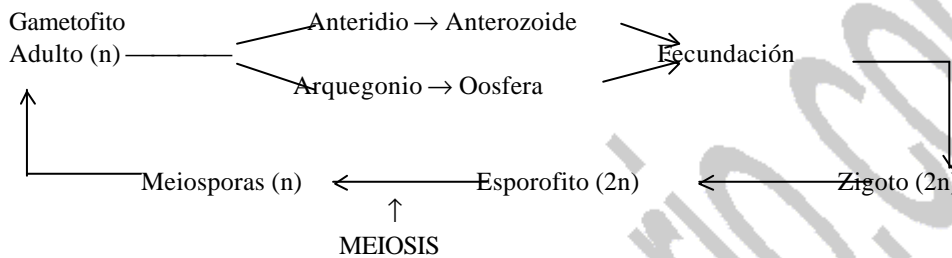 Gametofito Anteridio → Anterozoide
Adulto (n) Fecundación
Arquegonio → Oosfera
Meiosporas (n) Esporofito (2n) Zigoto (2n
↑
MEIOSIS